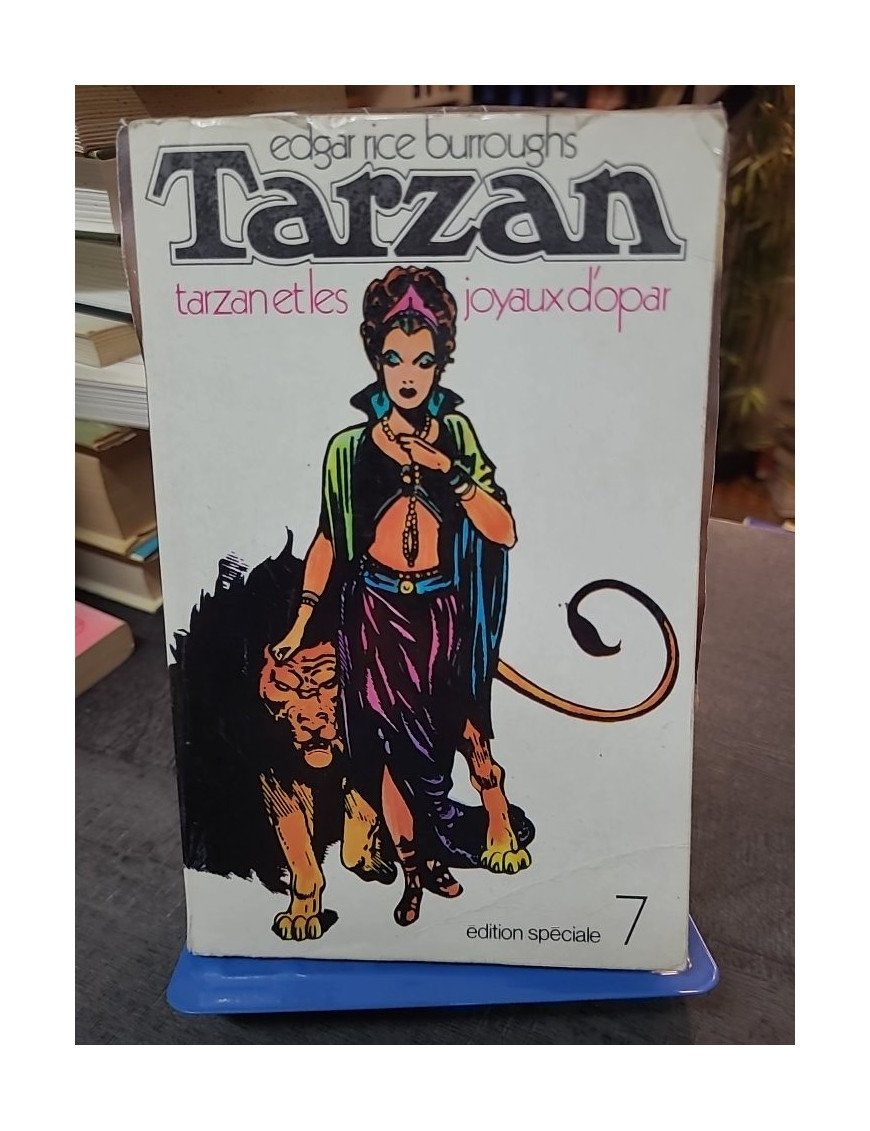 edgar rice burroughs
Tarzan
tarzan et les joyaux d'opar
édition spéciale 7